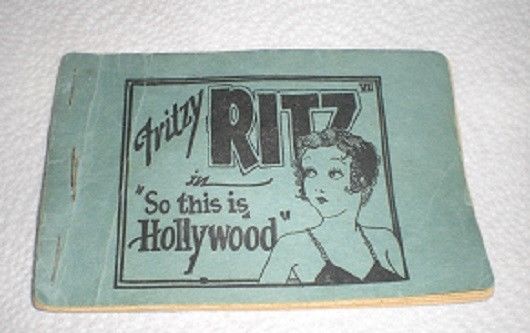 Fritzy
RITZ
in
"So this is
Hollywood"